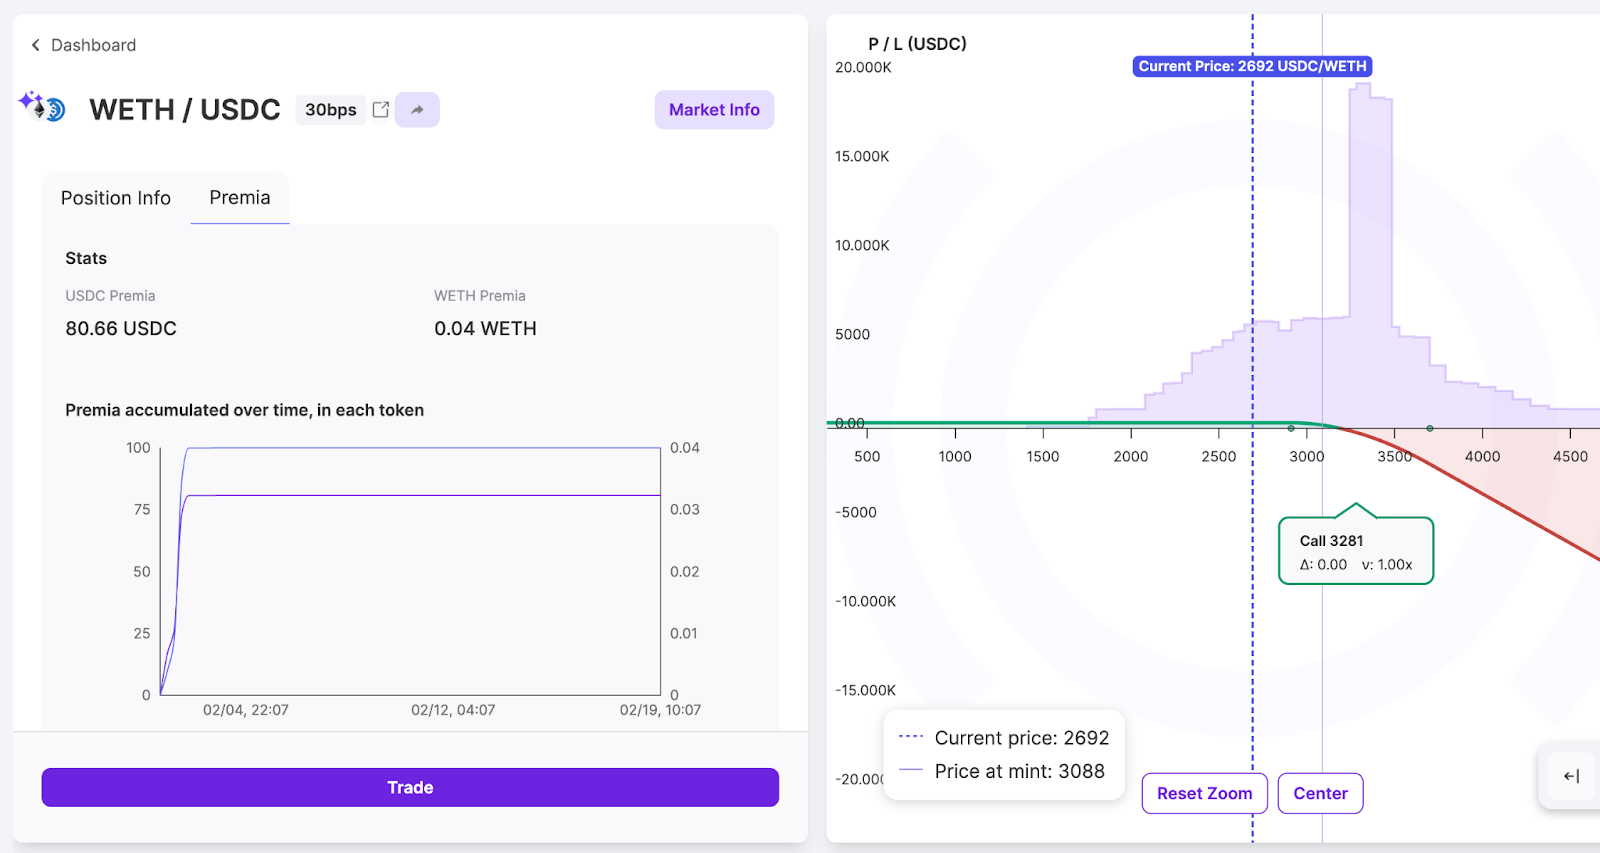 Dashboard
WETH / USDC
30bps
Market Info
Position Info
Premia
Stats
USDC Premia
WETH Premia
80.66 USDC
0.04 WETH
Premia accumulated over time, in each token
100
75
50
25
0
0.04
0.03
0.02
0.01
0
02/04, 22:07
02/12, 04:07
02/19, 10:07
Trade
P / L (USDC)
Current Price: 2692 USDC/WETH
20.000K
15.000K
10.000K
5000
0.00
500
1000
1500
2000
2500
3000
3500
4000
4500
-5000
-10.000K
-15.000K
-20.000
Call 3281
Δ: 0.00 ν: 1.00x
Current price: 2692
Price at mint: 3088
Reset Zoom
Center